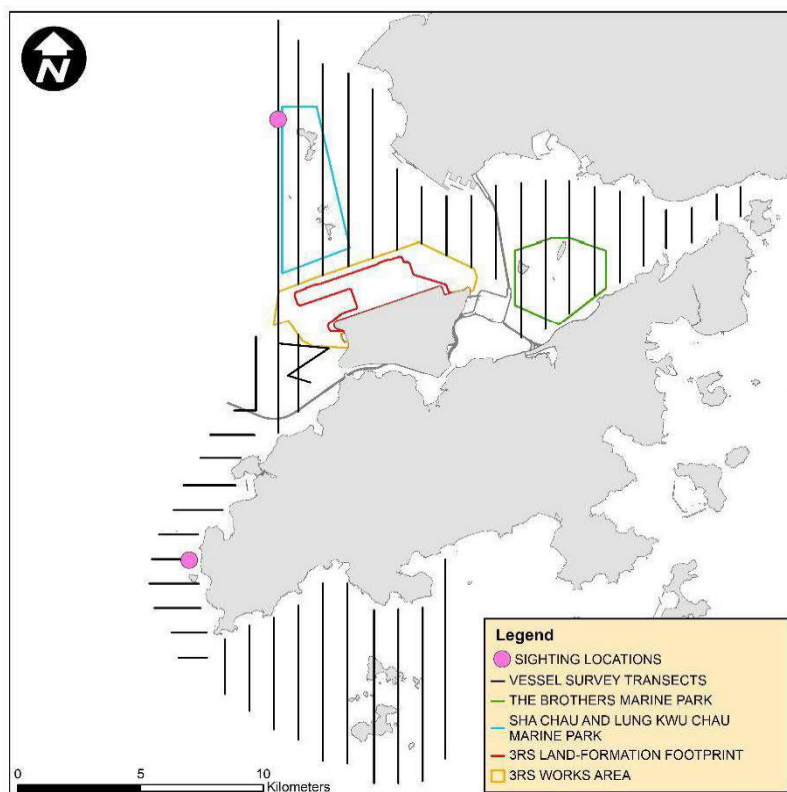 N
Legend
SIGHTING LOCATIONS
VESSEL SURVEY TRANSECTS
THE BROTHERS MARINE PARK
SHA CHAU AND LUNG KWU CHAU
MARINE PARK
3RS LAND-FORMATION FOOTPRINT
3RS WORKS AREA
0 5 10
Kilometers